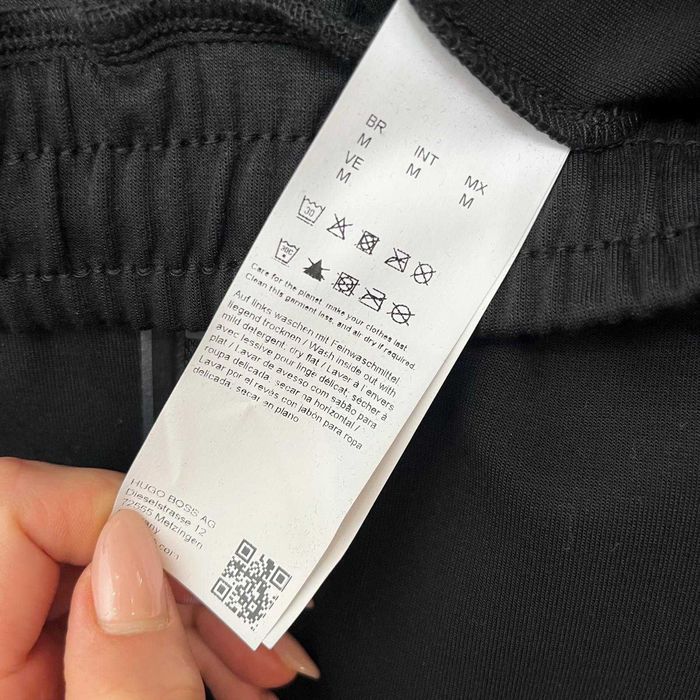 BR
M
VE
M
INT
M
MX
M
30
30C
Care for the planet, make your clothes last.
Clean this garment less, and air dry if required.
Auf links waschen mit Feinwaschmittel
liegend trocknen / Wash inside out with
mild detergent, dry flat / Laver à l'envers
avec lessive pour linge délicat, sécher à
plat / Lavar de avesso com sabão para
roupa delicada, secar na horizontal /
Lavar por el revés con jabón para ropa
delicada, secar en plano
HUGO BOSS AG
Dieselstrasse 12
72555 Metzingen
.com